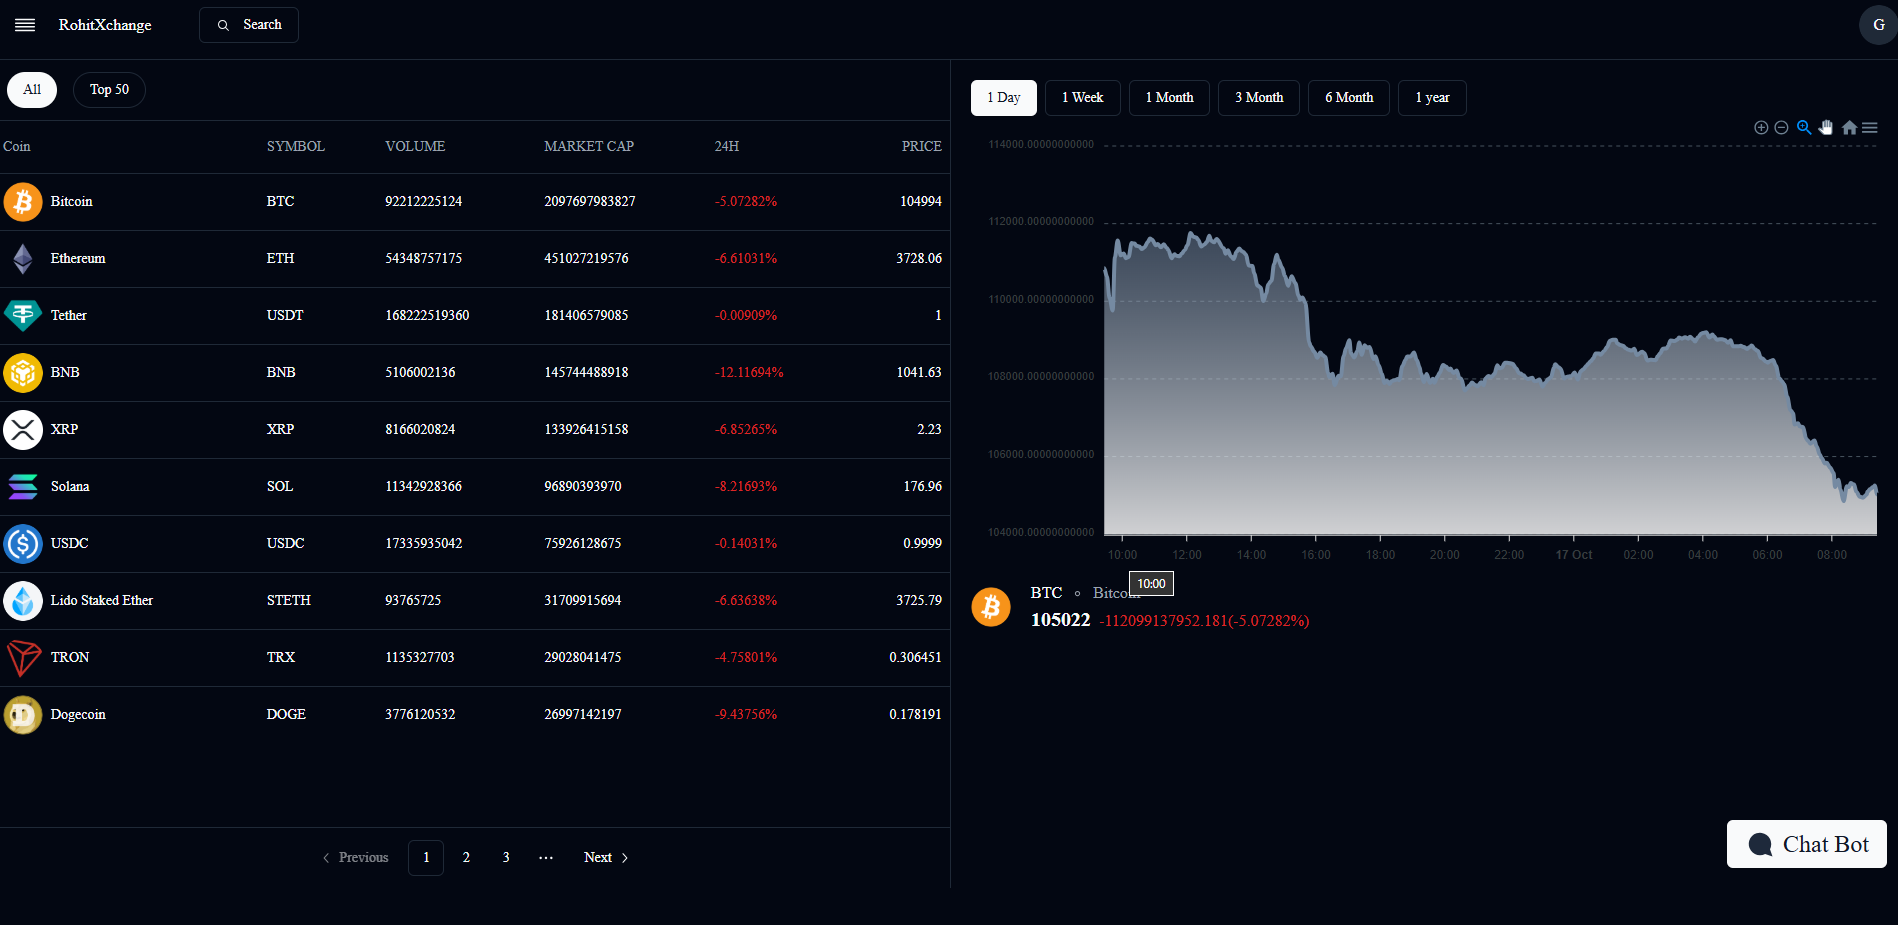 RohitXchange Search G
All Top 50
Coin SYMBOL VOLUME MARKET CAP 24H PRICE
Bitcoin BTC 92212225124 2097697983827 -5.07282% 104994
Ethereum ETH 54348757175 451027219576 -6.61031% 3728.06
Tether USDT 168222519360 181406579085 -0.00909% 1
BNB BNB 5106002136 145744488918 -12.11694% 1041.63
XRP XRP 8166020824 133926415158 -6.85265% 2.23
Solana SOL 11342928366 96890393970 -8.21693% 176.96
USDC USDC 17335935042 75926128675 -0.14031% 0.9999
Lido Staked Ether STETH 93765725 31709915694 -6.63638% 3725.79
TRON TRX 1135327703 29028041475 -4.75801% 0.306451
Dogecoin DOGE 3776120532 26997142197 -9.43756% 0.178191
Previous 1 2 3 ··· Next
1 Day 1 Week 1 Month 3 Month 6 Month 1 year
114000.00000000000
112000.00000000000
110000.00000000000
108000.00000000000
106000.00000000000
104000.00000000000
10:00 12:00 14:00 16:00 18:00 20:00 22:00 17 Oct 02:00 04:00 06:00 08:00
10:00
BTC Bitcoin
105022 -112099137952.181(-5.07282%)
Chat Bot